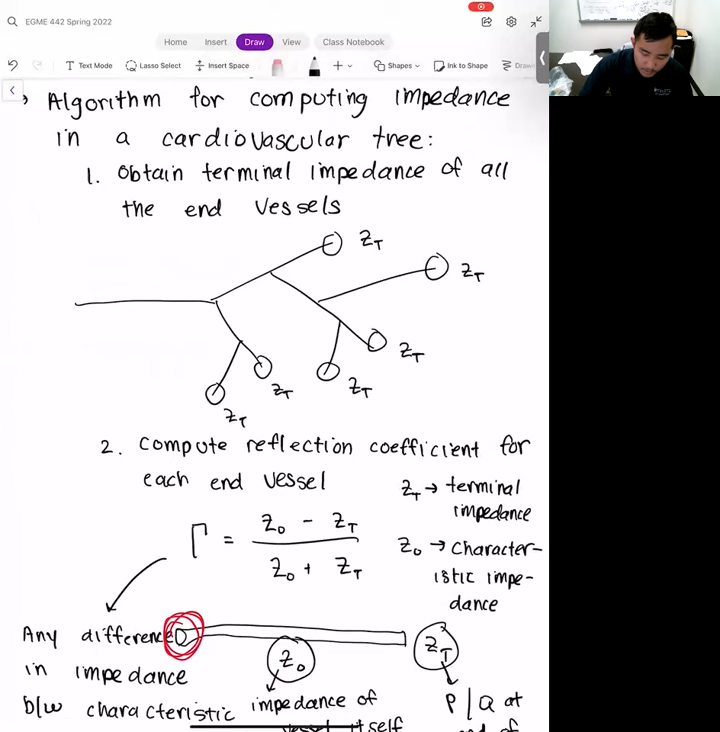 EGME 442 Spring 2022
Home Insert Draw View Class Notebook
Text Mode Lasso Select Insert Space Shapes Ink to Shape Draw
Algorithm for computing impedance
in a cardiovascular tree:
1. Obtain terminal impedance of all
the end vessels
Z_T
Z_T
Z_T
Z_T
Z_T
Z_T
2. Compute reflection coefficient for
each end vessel
Z_T → terminal
impedance
Γ = Z_0 - Z_T
Z_0 + Z_T
Z_0 → Character-
istic impe-
dance
Any difference
in impedance
b/w characteristic
Z_0
impedance of
itself
Z_T
P/Q at